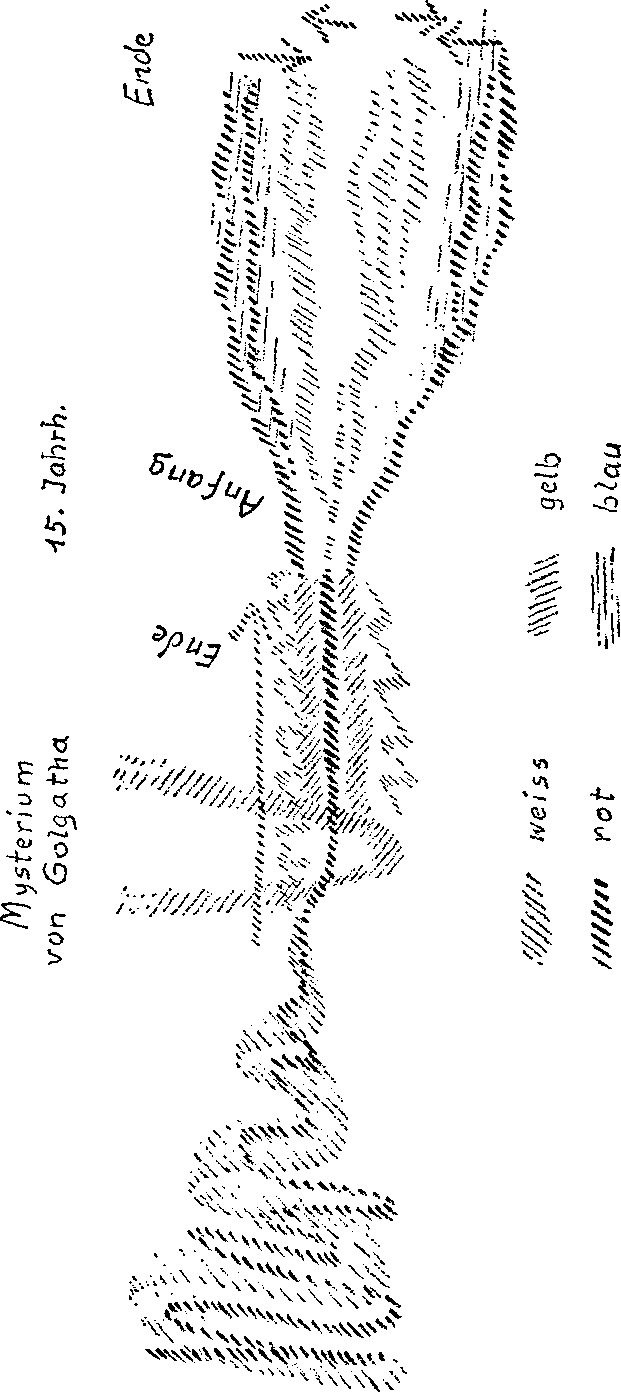 Mysterium
von Golgatha
15. Jahrh.
Ende
Anfang
Ende
weiss
gelb
rot
blau